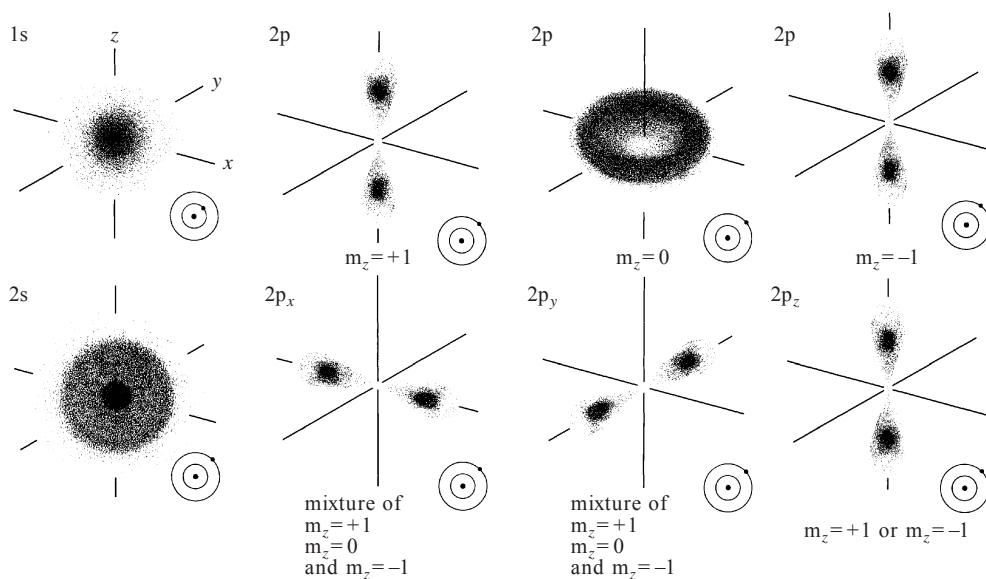 1s
z
y
x
2p
m_z = +1
2p
m_z = 0
2p
m_z = −1
2s
2p_x
mixture of
m_z = +1
m_z = 0
and m_z = −1
2p_y
mixture of
m_z = +1
m_z = 0
and m_z = −1
2p_z
m_z = +1 or m_z = −1